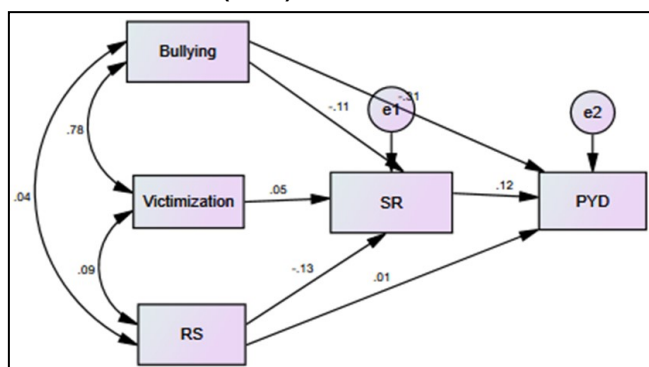 Bullying
e1
-.31
e2
-.11
.78
.04
Victimization
.05
SR
.12
PYD
.09
-.13
.01
RS